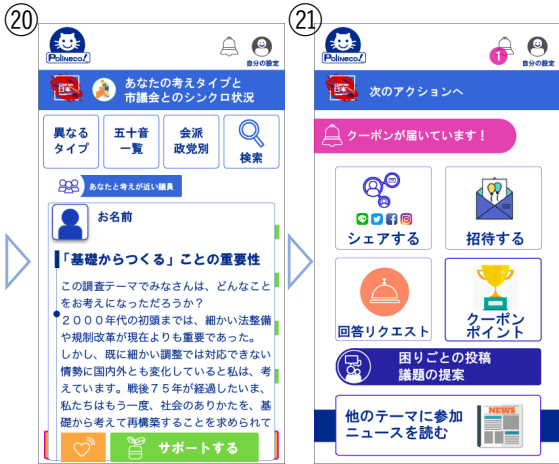 ⑳
Polineco!
自分の設定
あなたの考えタイプと
市議会とのシンクロ状況
異なる
タイプ
五十音
一覧
会派
政党別
検索
あなたと考えが近い議員
お名前
「基礎からつくる」ことの重要性
この調査テーマでみなさんは、どんなこと
をお考えになっただろうか？
２０００年代の初頭までは、細かい法整備
や規制改革が現在よりも重要であった。
しかし、既に細かい調整では対応できない
情勢に国内外とも変化していると私は、考
えています。戦後７５年が経過したいま、
私たちはもう一度、社会のありかたを、基
礎から考えて再構築することを求められて
サポートする
㉑
Polineco!
1
自分の設定
次のアクションへ
クーポンが届いています！
シェアする
招待する
回答リクエスト
クーポン
ポイント
困りごとの投稿
議題の提案
他のテーマに参加
ニュースを読む
NEWS